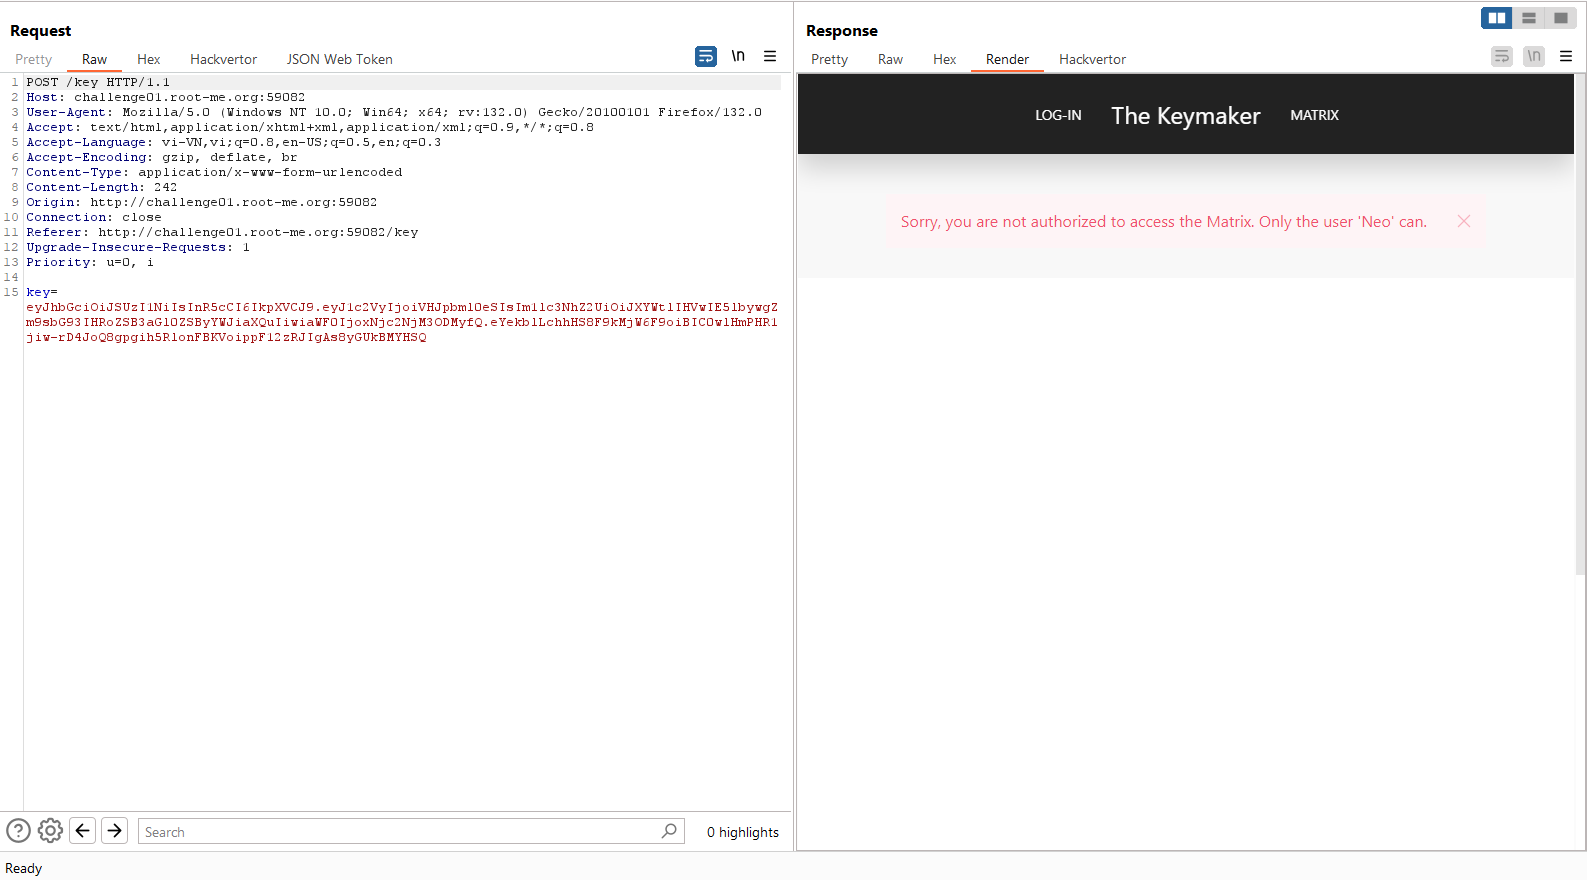 Request
Pretty Raw Hex Hackvertor JSON Web Token
\n
1 POST /key HTTP/1.1
2 Host: challenge01.root-me.org:59082
3 User-Agent: Mozilla/5.0 (Windows NT 10.0; Win64; x64; rv:132.0) Gecko/20100101 Firefox/132.0
4 Accept: text/html,application/xhtml+xml,application/xml;q=0.9,*/*;q=0.8
5 Accept-Language: vi-VN,vi;q=0.8,en-US;q=0.5,en;q=0.3
6 Accept-Encoding: gzip, deflate, br
7 Content-Type: application/x-www-form-urlencoded
8 Content-Length: 242
9 Origin: http://challenge01.root-me.org:59082
10 Connection: close
11 Referer: http://challenge01.root-me.org:59082/key
12 Upgrade-Insecure-Requests: 1
13 Priority: u=0, i
14
15 key=
eyJhbGciOiJSUzI1NiIsInR5cCI6IkpXVCJ9.eyJ1c2VyIjoiVHJpbml0eSIsIm1lc3NhZ2UiOiJXYWtlIHVwIE5lbywgZ
m9sbG93IHRoZSB3aGl0ZSByYWJiaXQuIiwiaWF0IjoxNjc2NjM3ODMyfQ.eYekblLchhHS8F9kMjW6F9oiBIC0wlHmPHR1
jiw-rD4JoQ8gpgih5RlonFBKVoippF12zRJIgAs8yGUkBMYHSQ
Search
0 highlights
Ready
Response
Pretty Raw Hex Render Hackvertor
\n
LOG-IN The Keymaker MATRIX
Sorry, you are not authorized to access the Matrix. Only the user 'Neo' can.